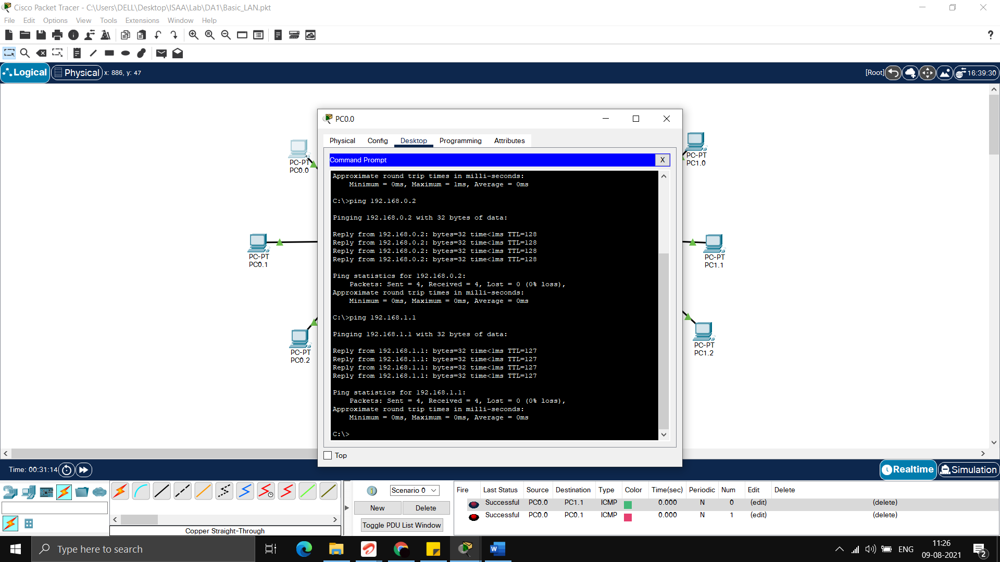 Cisco Packet Tracer - C:\Users\DELL\Desktop\ISAA\Lab\DA1\Basic_LAN.pkt
File Edit Options View Tools Extensions Window Help
?
Logical Physical x: 886, y: 47 [Root] 16:39:30
PC0.0
Physical Config Desktop Programming Attributes
Command Prompt X
Approximate round trip times in milli-seconds:
Minimum = 0ms, Maximum = 1ms, Average = 0ms
C:\>ping 192.168.0.2
Pinging 192.168.0.2 with 32 bytes of data:
Reply from 192.168.0.2: bytes=32 time<1ms TTL=128
Reply from 192.168.0.2: bytes=32 time<1ms TTL=128
Reply from 192.168.0.2: bytes=32 time<1ms TTL=128
Reply from 192.168.0.2: bytes=32 time<1ms TTL=128
Ping statistics for 192.168.0.2:
Packets: Sent = 4, Received = 4, Lost = 0 (0% loss),
Approximate round trip times in milli-seconds:
Minimum = 0ms, Maximum = 0ms, Average = 0ms
C:\>ping 192.168.1.1
Pinging 192.168.1.1 with 32 bytes of data:
Reply from 192.168.1.1: bytes=32 time<1ms TTL=127
Reply from 192.168.1.1: bytes=32 time<1ms TTL=127
Reply from 192.168.1.1: bytes=32 time<1ms TTL=127
Reply from 192.168.1.1: bytes=32 time<1ms TTL=127
Ping statistics for 192.168.1.1:
Packets: Sent = 4, Received = 4, Lost = 0 (0% loss),
Approximate round trip times in milli-seconds:
Minimum = 0ms, Maximum = 0ms, Average = 0ms
C:\>
Top
PC-PT
PC0.0
PC-PT
PC0.1
PC-PT
PC0.2
PC-PT
PC1.0
PC-PT
PC1.1
PC-PT
PC1.2
Time: 00:31:14 Realtime Simulation
Copper Straight-Through
Scenario 0
New Delete
Toggle PDU List Window
Fire Last Status Source Destination Type Color Time(sec) Periodic Num Edit Delete
Successful PC0.0 PC1.1 ICMP 0.000 N 0 (edit) (delete)
Successful PC0.0 PC0.1 ICMP 0.000 N 1 (edit) (delete)
Type here to search
W
ENG
11:26
09-08-2021
2